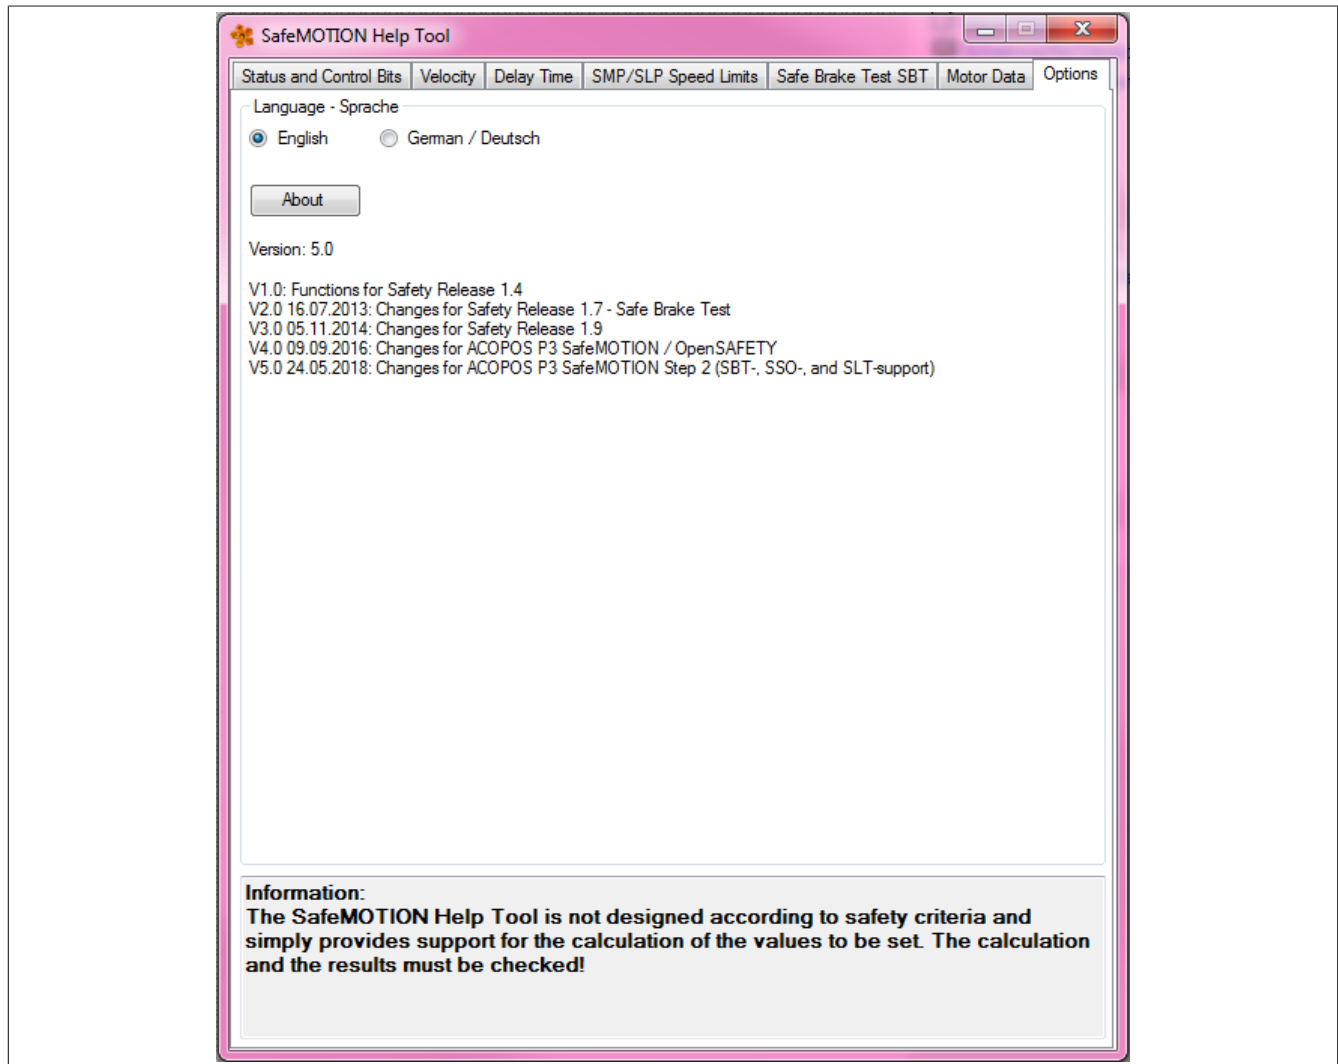 SafeMOTION Help Tool
Status and Control Bits Velocity Delay Time SMP/SLP Speed Limits Safe Brake Test SBT Motor Data Options
Language - Sprache
English German / Deutsch
About
Version: 5.0
V1.0: Functions for Safety Release 1.4
V2.0 16.07.2013: Changes for Safety Release 1.7 - Safe Brake Test
V3.0 05.11.2014: Changes for Safety Release 1.9
V4.0 09.09.2016: Changes for ACOPOS P3 SafeMOTION / OpenSAFETY
V5.0 24.05.2018: Changes for ACOPOS P3 SafeMOTION Step 2 (SBT-, SSO-, and SLT-support)
Information:
The SafeMOTION Help Tool is not designed according to safety criteria and
simply provides support for the calculation of the values to be set. The calculation
and the results must be checked!